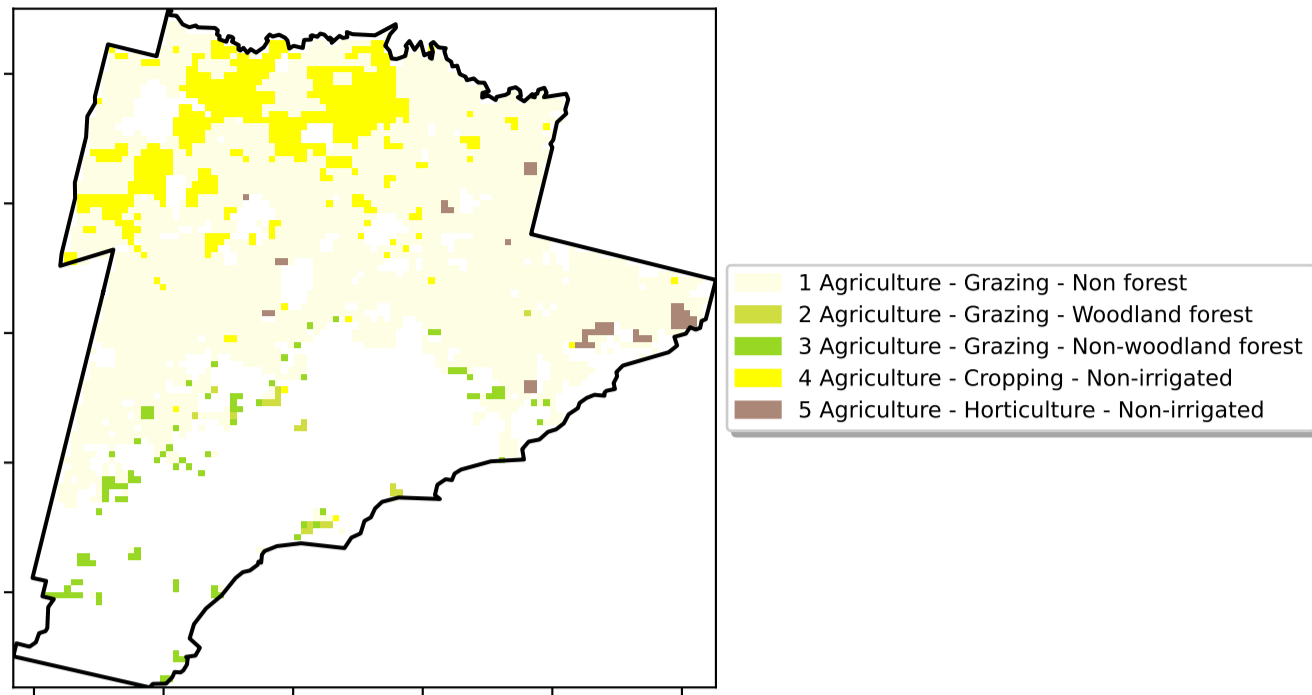 1 Agriculture - Grazing - Non forest
2 Agriculture - Grazing - Woodland forest
3 Agriculture - Grazing - Non-woodland forest
4 Agriculture - Cropping - Non-irrigated
5 Agriculture - Horticulture - Non-irrigated